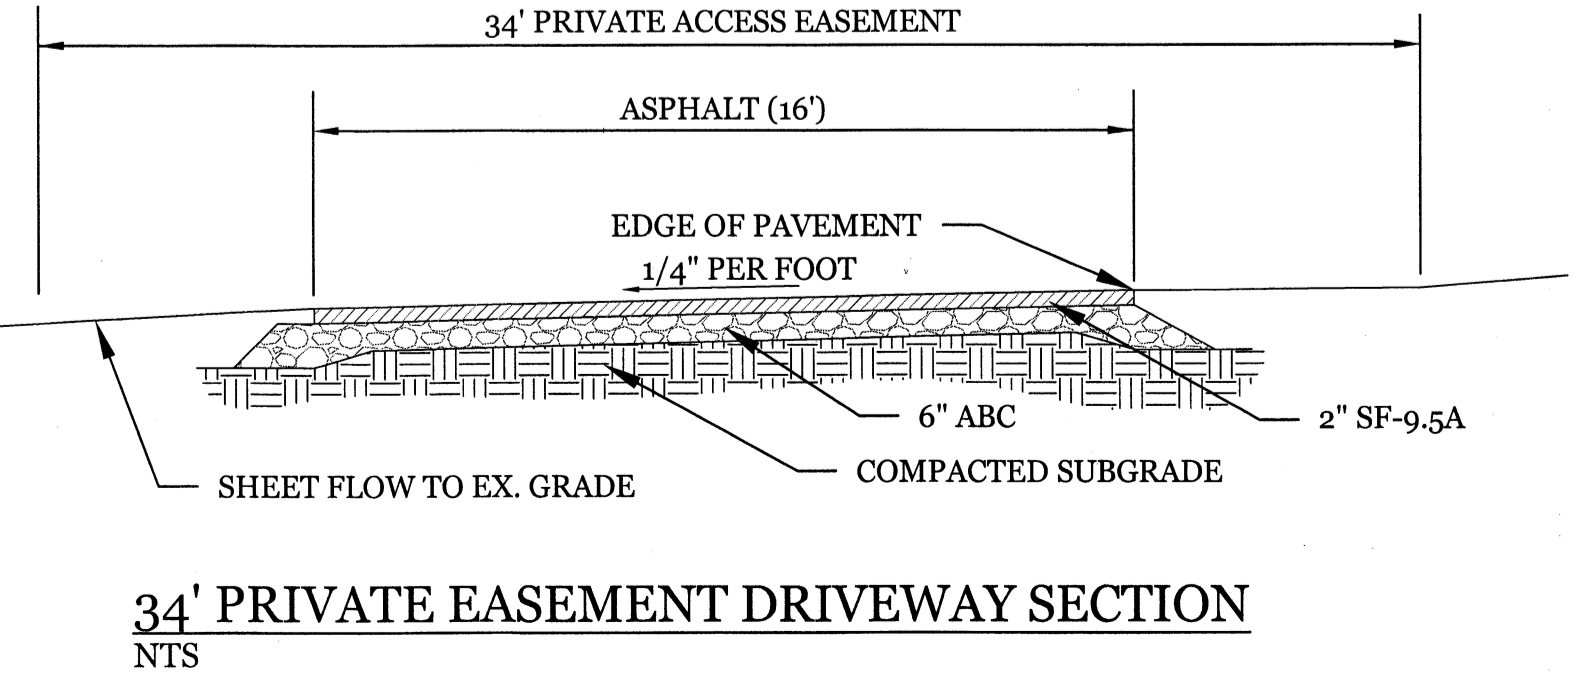 34' PRIVATE ACCESS EASEMENT
ASPHALT (16')
EDGE OF PAVEMENT
1/4" PER FOOT
6" ABC
2" SF-9.5A
COMPACTED SUBGRADE
SHEET FLOW TO EX. GRADE
34' PRIVATE EASEMENT DRIVEWAY SECTION
NTS